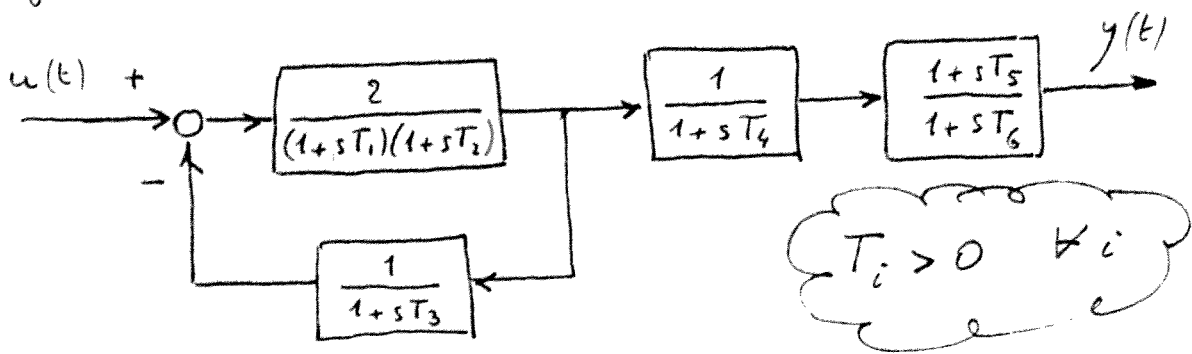 u(t) +
2
(1+sT₁)(1+sT₂)
1
1+sT₄
1+sT₅
1+sT₆
y(t)
−
1
1+sT₃
Tᵢ > 0 ∀ i